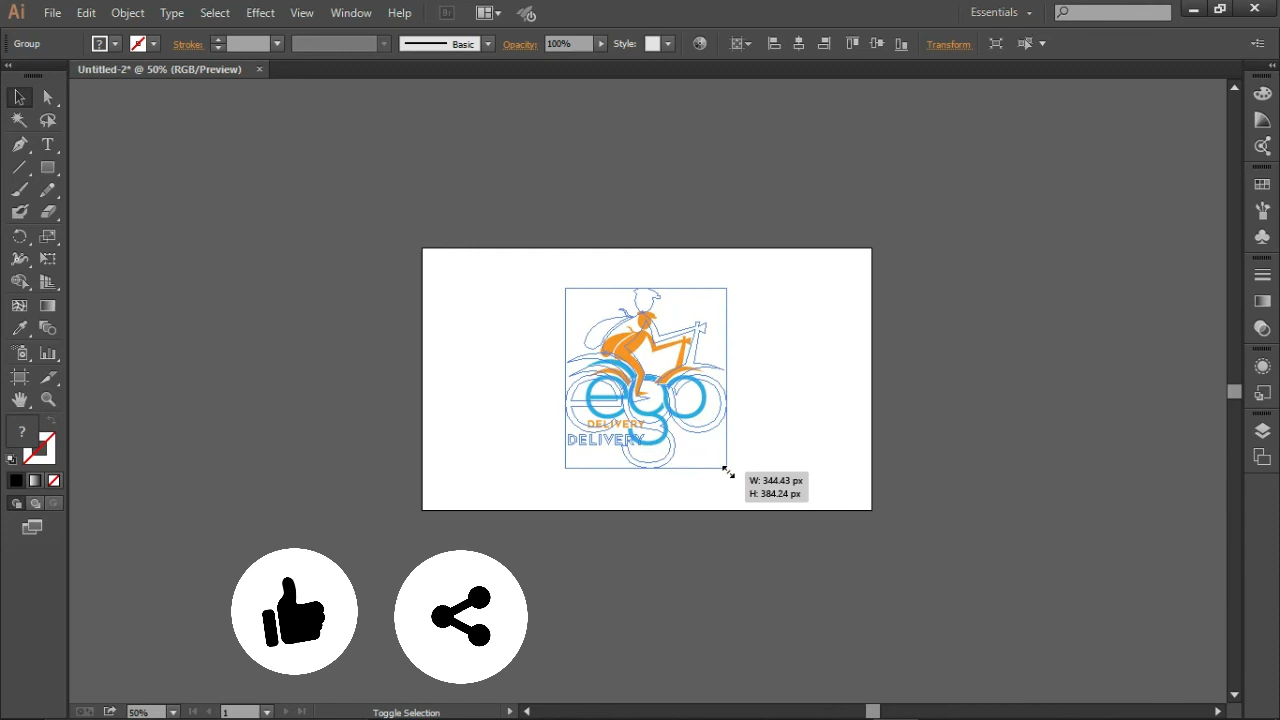 Ai File Edit Object Type Select Effect View Window Help Br Essentials
Group ? Stroke: Basic Opacity: 100% Style: Transform
Untitled-2* @ 50% (RGB/Preview) ×
T
?
ego
DELIVERY
DELIVERY
W: 344.43 px
H: 384.24 px
50% 1 Toggle Selection